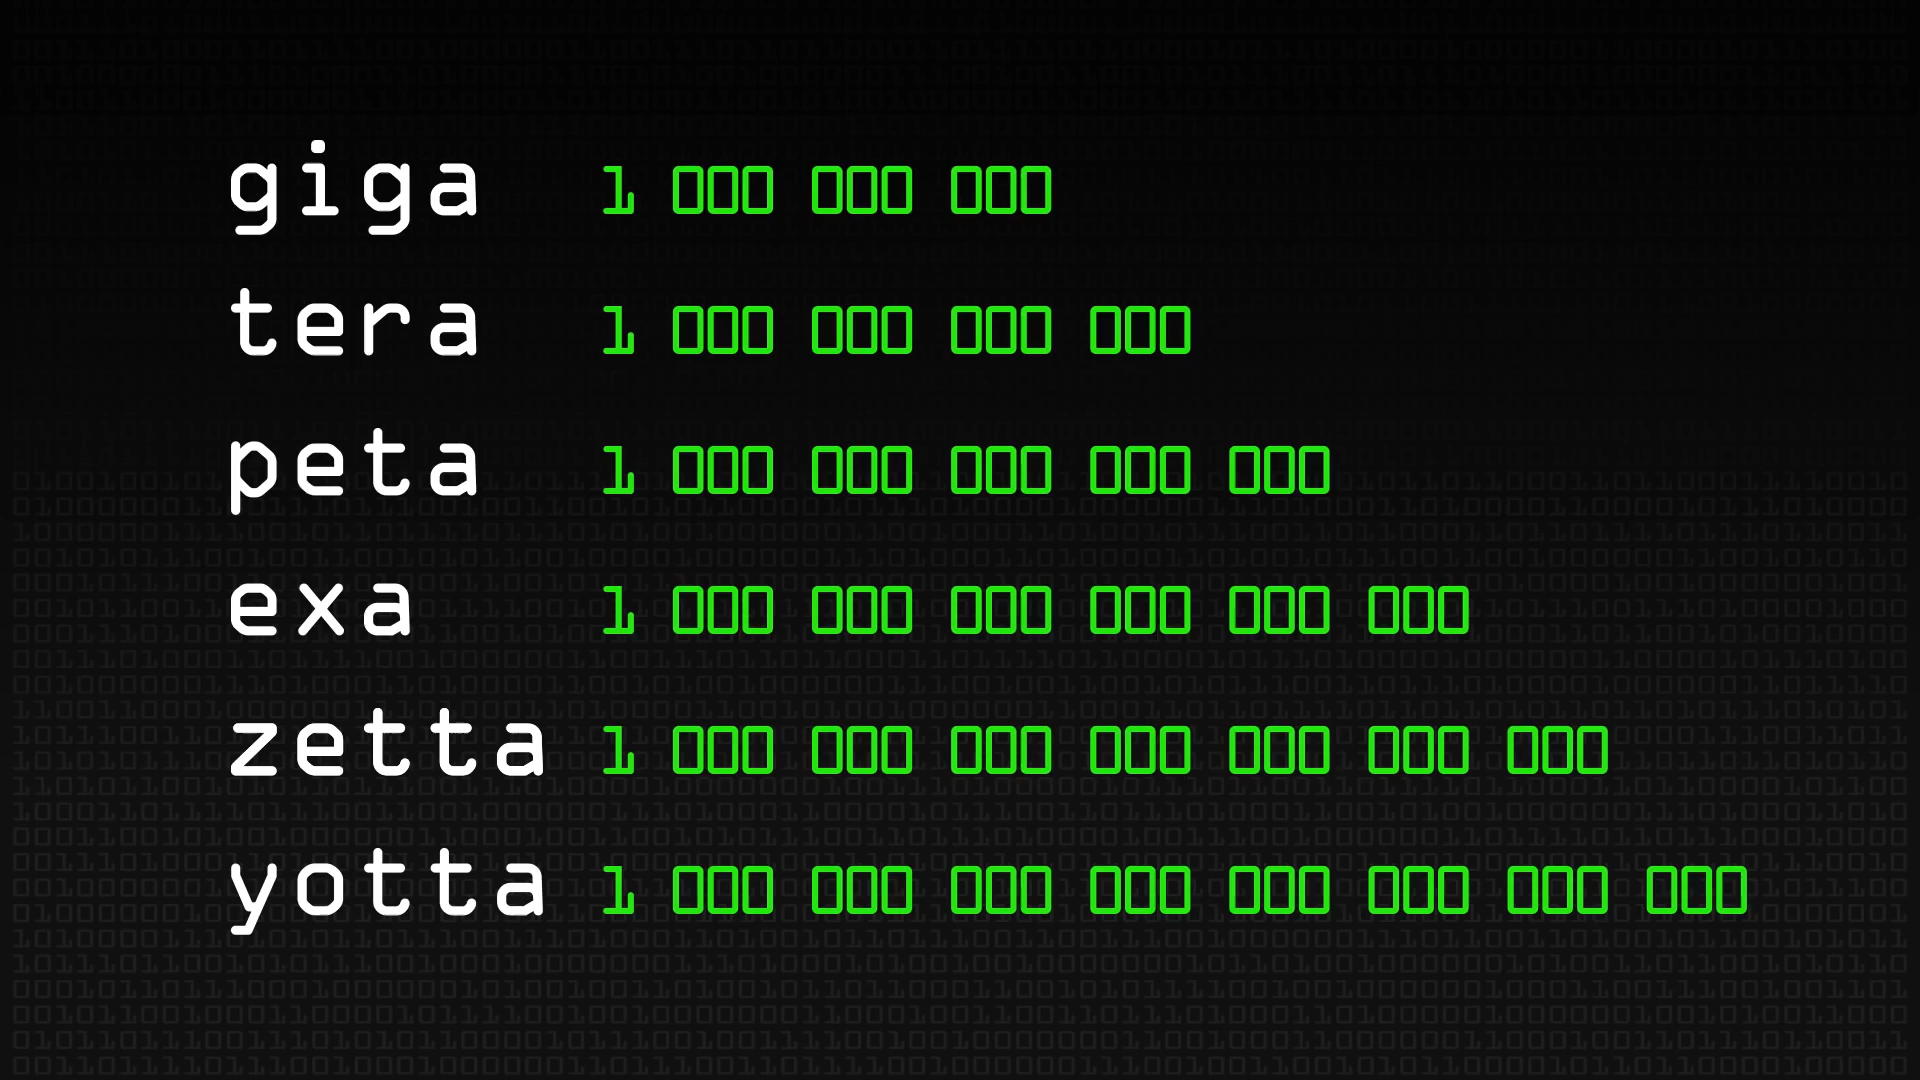 giga 1 000 000 000
tera 1 000 000 000 000
peta 1 000 000 000 000 000
exa 1 000 000 000 000 000 000
zetta 1 000 000 000 000 000 000 000
yotta 1 000 000 000 000 000 000 000 000